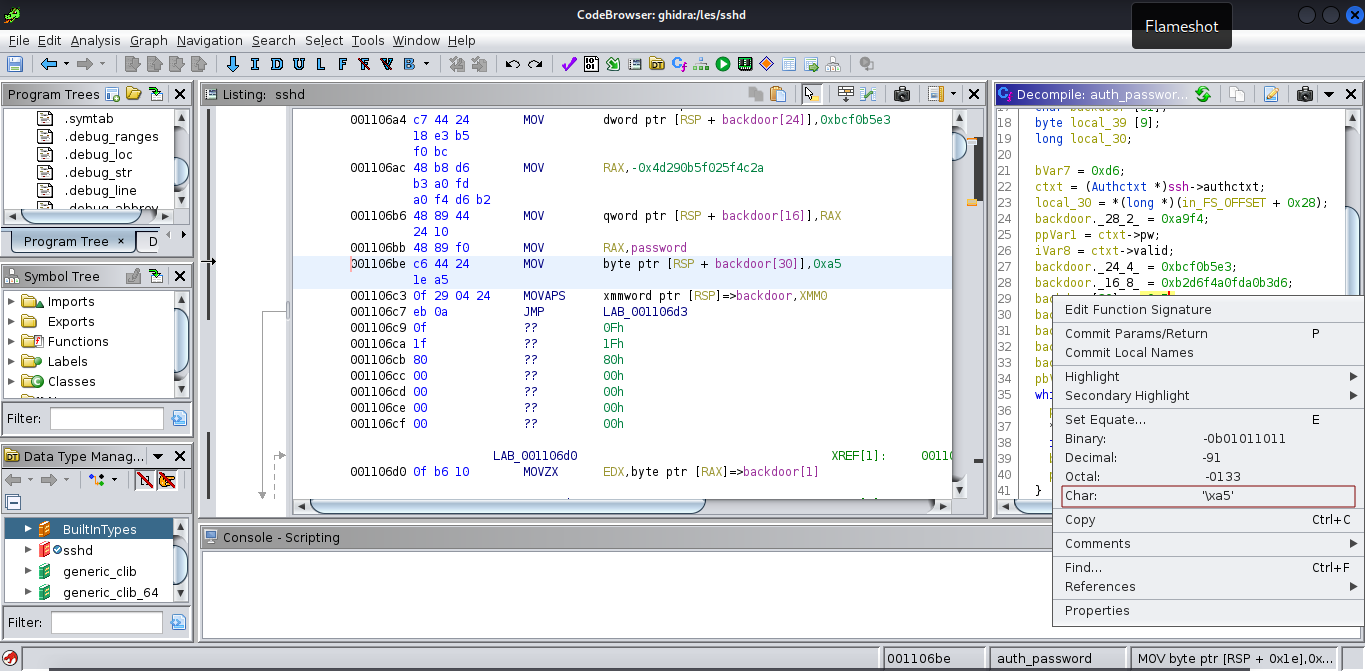 CodeBrowser: ghidra:/les/sshd
Flameshot
File Edit Analysis Graph Navigation Search Select Tools Window Help
I D U L F B
Program Trees
.symtab
.debug_ranges
.debug_loc
.debug_str
.debug_line
.debug_abbrev
Program Tree × D
Symbol Tree
Imports
Exports
Functions
Labels
Classes
Filter:
Data Type Manag...
BuiltInTypes
sshd
generic_clib
generic_clib_64
Filter:
Listing: sshd
001106a4 c7 44 24 MOV dword ptr [RSP + backdoor[24]],0xbcf0b5e3
18 e3 b5
f0 bc
001106ac 48 b8 d6 MOV RAX,-0x4d290b5f025f4c2a
b3 a0 fd
a0 f4 d6 b2
001106b6 48 89 44 MOV qword ptr [RSP + backdoor[16]],RAX
24 10
001106bb 48 89 f0 MOV RAX,password
001106be c6 44 24 MOV byte ptr [RSP + backdoor[30]],0xa5
1e a5
001106c3 0f 29 04 24 MOVAPS xmmword ptr [RSP]=>backdoor,XMM0
001106c7 eb 0a JMP LAB_001106d3
001106c9 0f ?? 0Fh
001106ca 1f ?? 1Fh
001106cb 80 ?? 80h
001106cc 00 ?? 00h
001106cd 00 ?? 00h
001106ce 00 ?? 00h
001106cf 00 ?? 00h
LAB_001106d0 XREF[1]: 00110
001106d0 0f b6 10 MOVZX EDX,byte ptr [RAX]=>backdoor[1]
Console - Scripting
Decompile: auth_passwor...
18 byte local_39 [9];
19 long local_30;
20
21 bVar7 = 0xd6;
22 ctxt = (Authctxt *)ssh->authctxt;
23 local_30 = *(long *)(in_FS_OFFSET + 0x28);
24 backdoor._28_2_ = 0xa9f4;
25 ppVar1 = ctxt->pw;
26 iVar8 = ctxt->valid;
27 backdoor._24_4_ = 0xbcf0b5e3;
28 backdoor._16_8_ = 0xb2d6f4a0fda0b3d6;
29
30
31
32
33
34
35
36
37
38
39
40
41 }
Edit Function Signature
Commit Params/Return P
Commit Local Names
Highlight
Secondary Highlight
Set Equate... E
Binary: -0b01011011
Decimal: -91
Octal: -0133
Char: '\xa5'
Copy Ctrl+C
Comments
Find... Ctrl+F
References
Properties
001106be auth_password MOV byte ptr [RSP + 0x1e],0x...